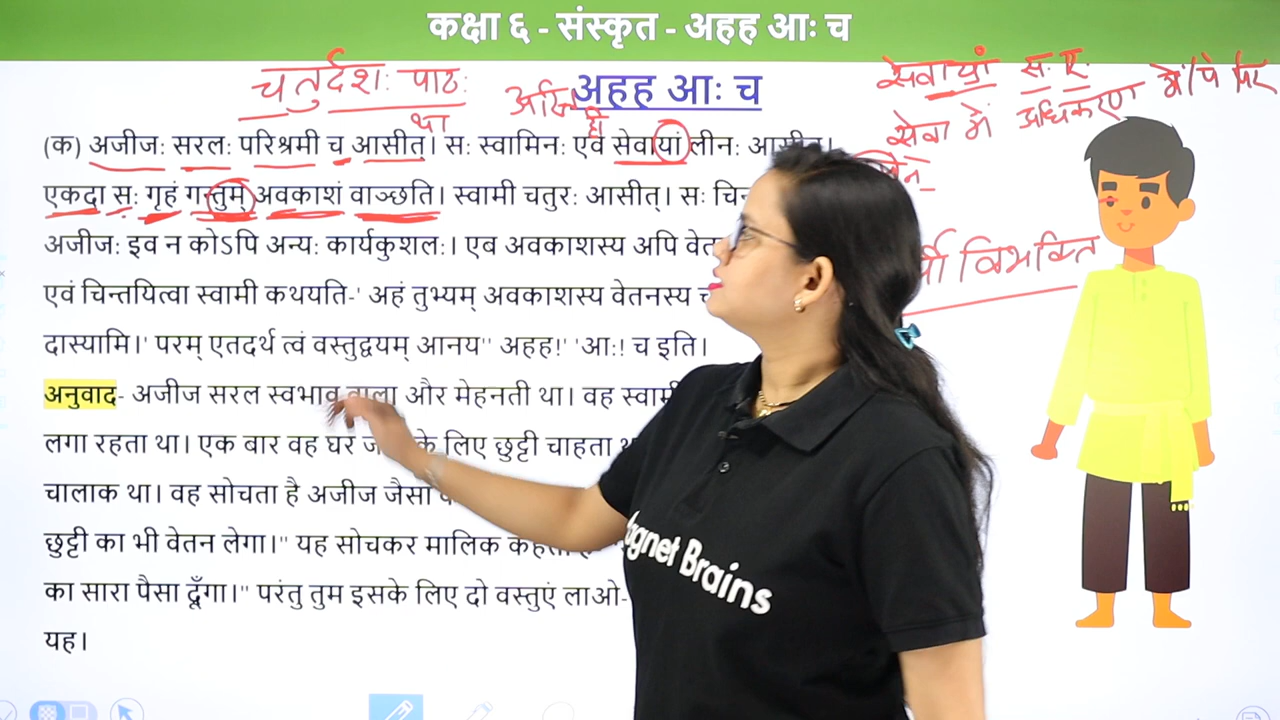 कक्षा ६ - संस्कृत - अहह आः च
चतुर्दशः पाठः
अहह आः च
सेवायां सः ए.
सेवा में अधिकरण में/पे पर
था
ही
(क) अजीजः सरलः परिश्रमी च आसीत्। सः स्वामिनः एव सेवायां लीनः आसीत्।
एकदा सः गृहं गन्तुम् अवकाशं वाञ्छति। स्वामी चतुरः आसीत्। सः
अजीजः इव न कोऽपि अन्यः कार्यकुशलः। एव अवकाशस्य अपि
विभक्ति
एवं चिन्तयित्वा स्वामी कथयति-' अहं तुभ्यम् अवकाशस्य वेतनस्य
दास्यामि।' परम् एतदर्थ त्वं वस्तुद्वयम् आनय'' अहह!' 'आः! च इति।
अनुवाद- अजीज सरल स्वभाव वाला और मेहनती था। वह
लगा रहता था। एक बार वह घर के लिए छुट्टी चाहता
चालाक था। वह सोचता है अजीज जैसा
छुट्टी का भी वेतन लेगा।'' यह सोचकर मालिक
का सारा पैसा दूँगा।'' परंतु तुम इसके लिए दो वस्तुएं लाओ-
यह।
agnet Brains